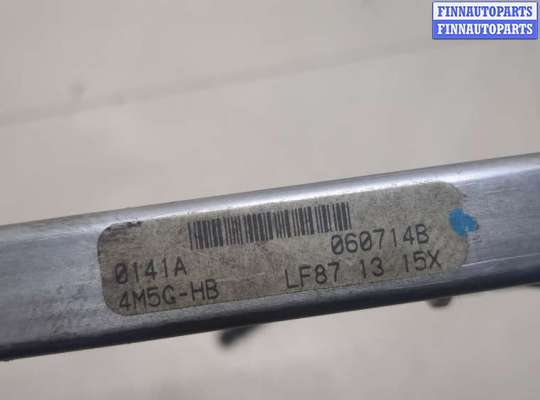 FINNAUTOPARTS
FINNAUTOPARTS
0141A 060714B
4M5G-HB LF87 13 15X